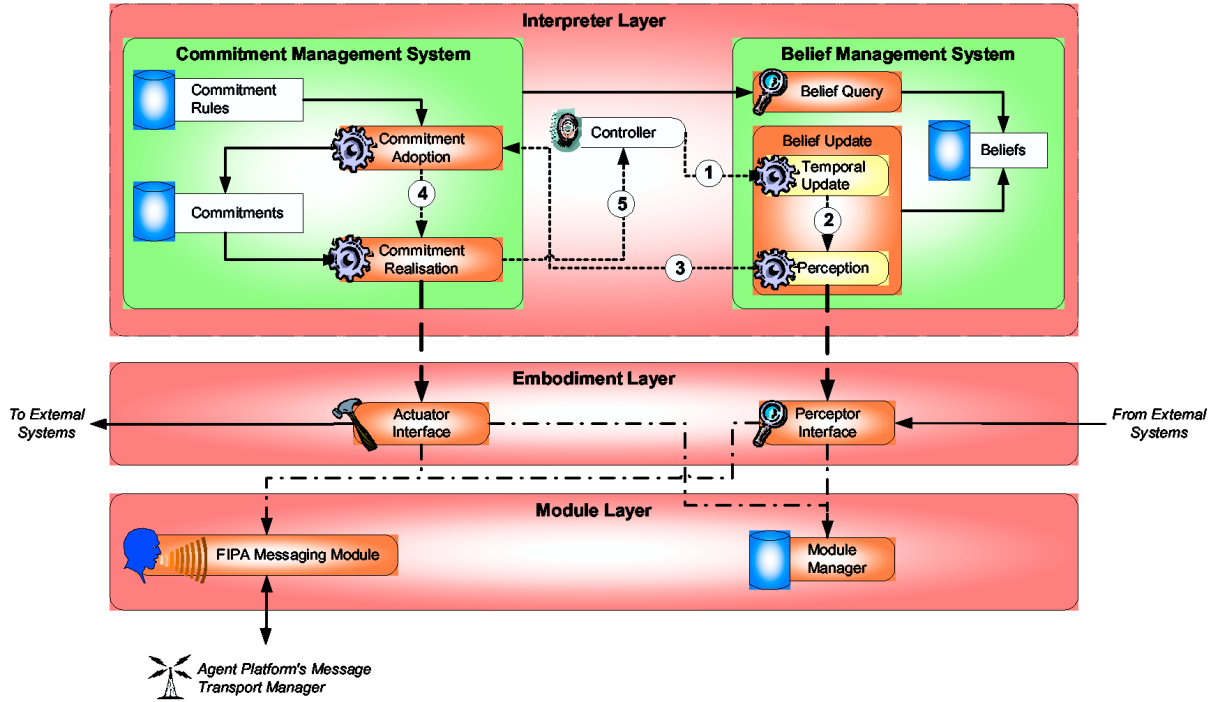 Interpreter Layer
Commitment Management System
Belief Management System
Commitment
Rules
Belief Query
Controller
Commitment
Adoption
Belief Update
Beliefs
1
Temporal
Update
4
5
2
Commitments
Commitment
Realisation
3
Perception
Embodiment Layer
To External
Systems
Actuator
Interface
Perceptor
Interface
From External
Systems
Module Layer
FIPA Messaging Module
Module
Manager
Agent Platform's Message
Transport Manager